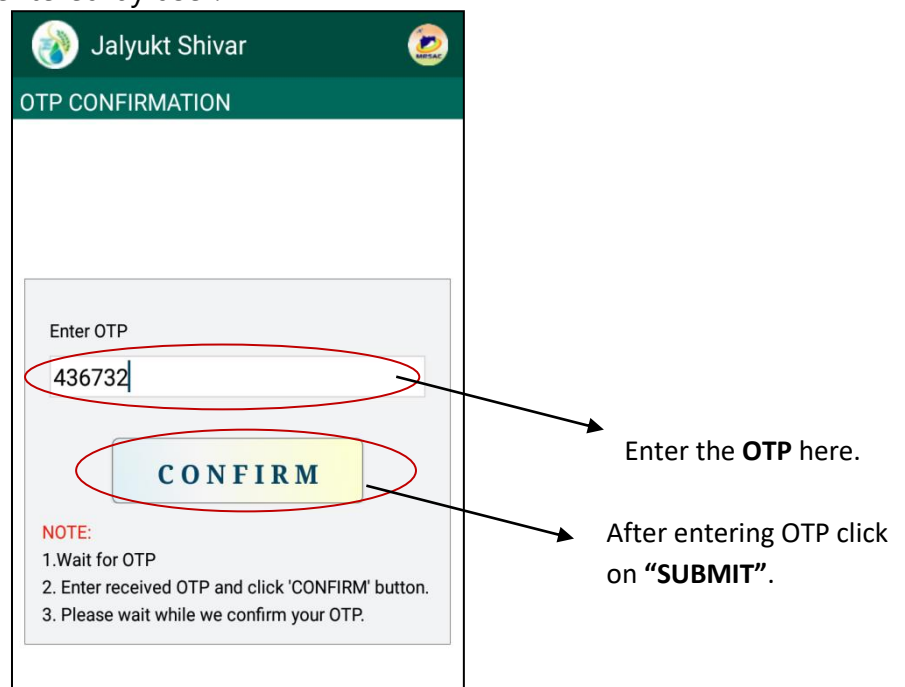 Jalyukt Shivar
MRSAC
OTP CONFIRMATION
Enter OTP
436732
CONFIRM
NOTE:
1.Wait for OTP
2. Enter received OTP and click 'CONFIRM' button.
3. Please wait while we confirm your OTP.
Enter the OTP here.
After entering OTP click
on “SUBMIT”.